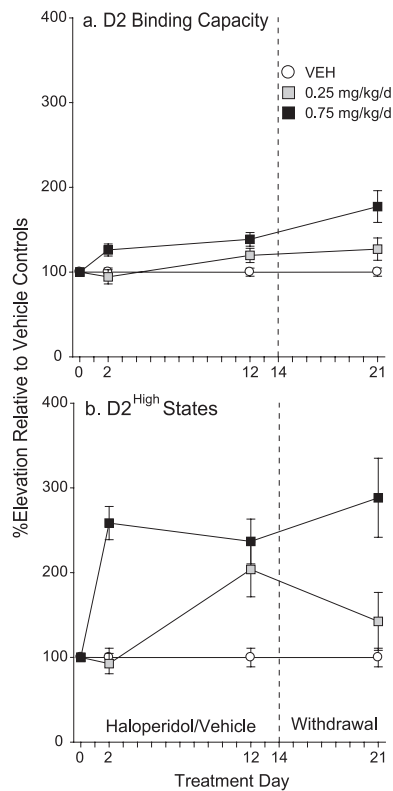 %Elevation Relative to Vehicle Controls
a. D2 Binding Capacity
VEH
0.25 mg/kg/d
0.75 mg/kg/d
400
300
200
100
0
0 2 12 14 21
b. D2High States
400
300
200
100
0
Haloperidol/Vehicle Withdrawal
0 2 12 14 21
Treatment Day